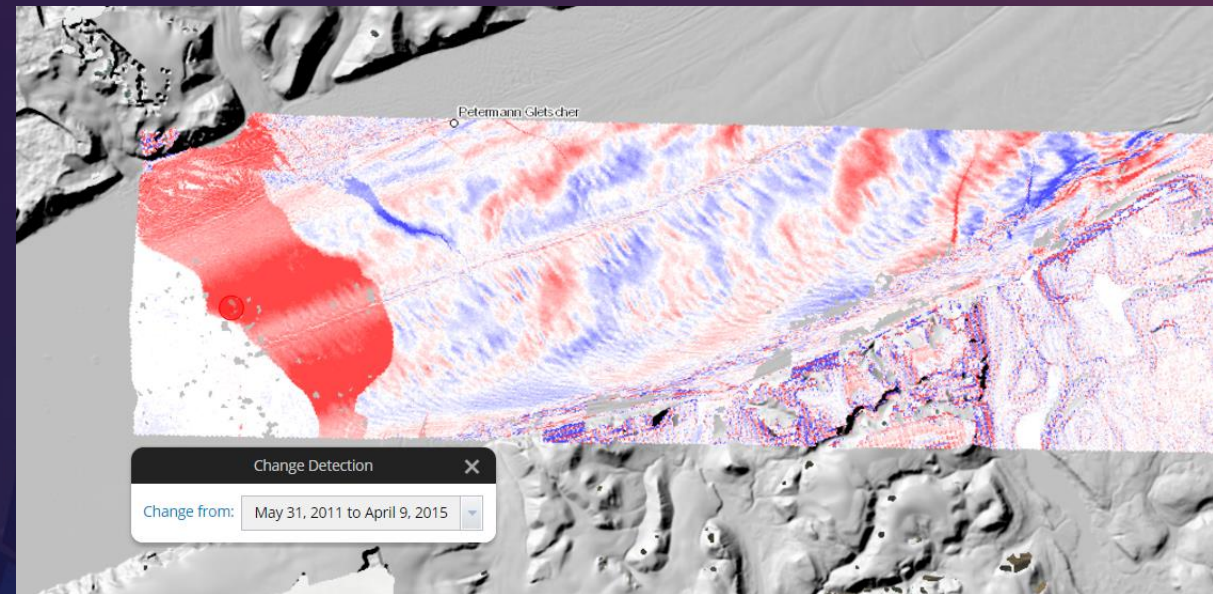 Petermann Gletscher
Change Detection
Change from: May 31, 2011 to April 9, 2015